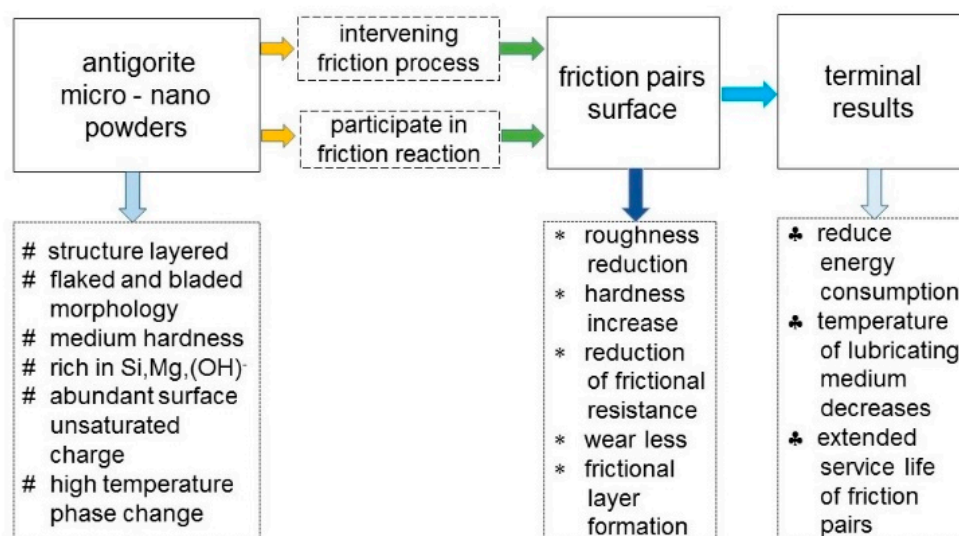 antigorite
micro - nano
powders
intervening
friction process
participate in
friction reaction
friction pairs
surface
terminal
results
# structure layered
# flaked and bladed
morphology
# medium hardness
# rich in Si,Mg,(OH)-
# abundant surface
unsaturated
charge
# high temperature
phase change
* roughness
reduction
* hardness
increase
* reduction
of frictional
resistance
* wear less
* frictional
layer
formation
♣ reduce
energy
consumption
♣ temperature
of lubricating
medium
decreases
♣ extended
service life
of friction
pairs